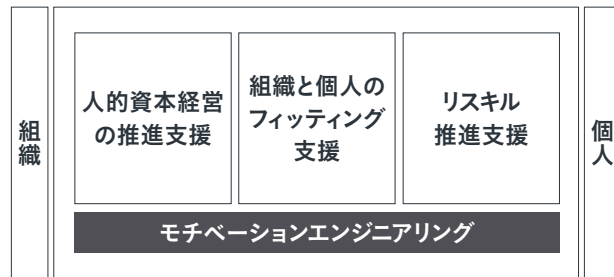 組織
人的資本経営
の推進支援
組織と個人の
フィッティング
支援
リスキル
推進支援
モチベーションエンジニアリング
個人